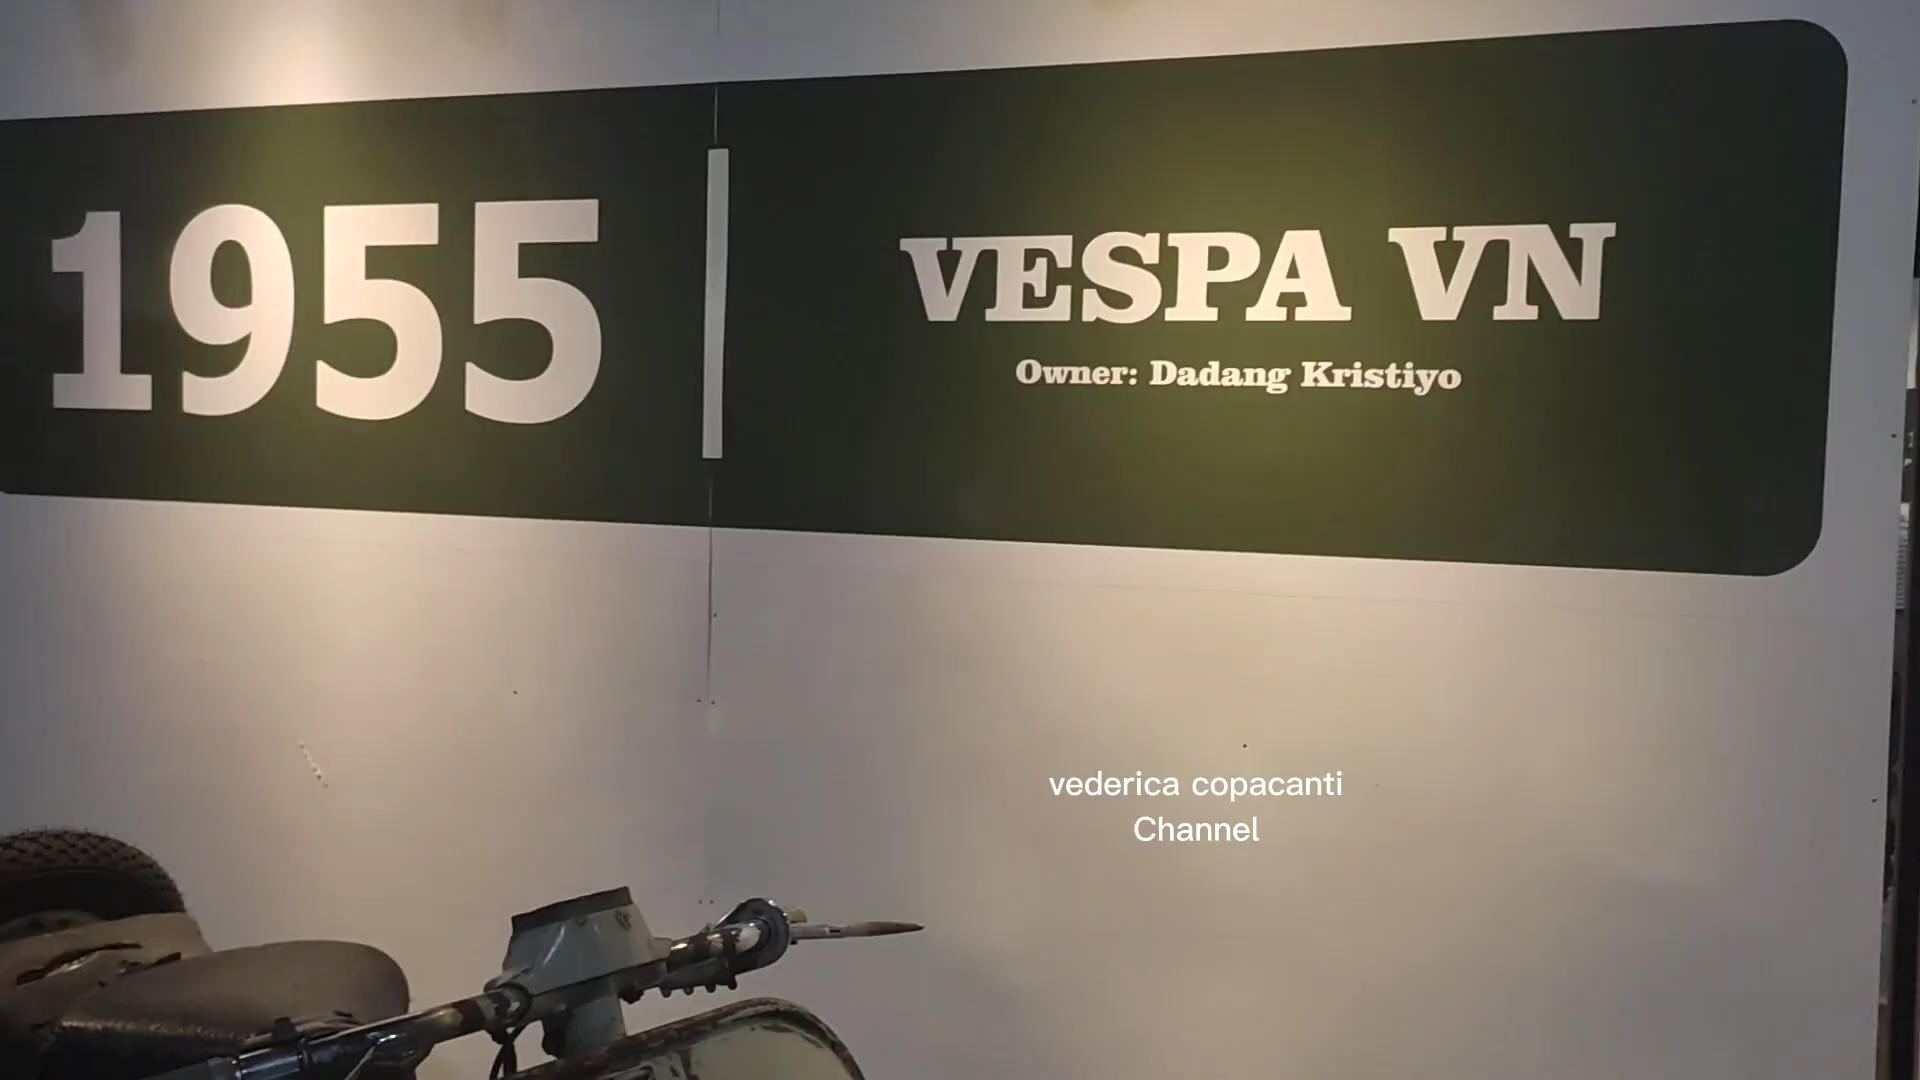 1955
VESPA VN
Owner: Dadang Kristiyo
vederica copacanti
Channel